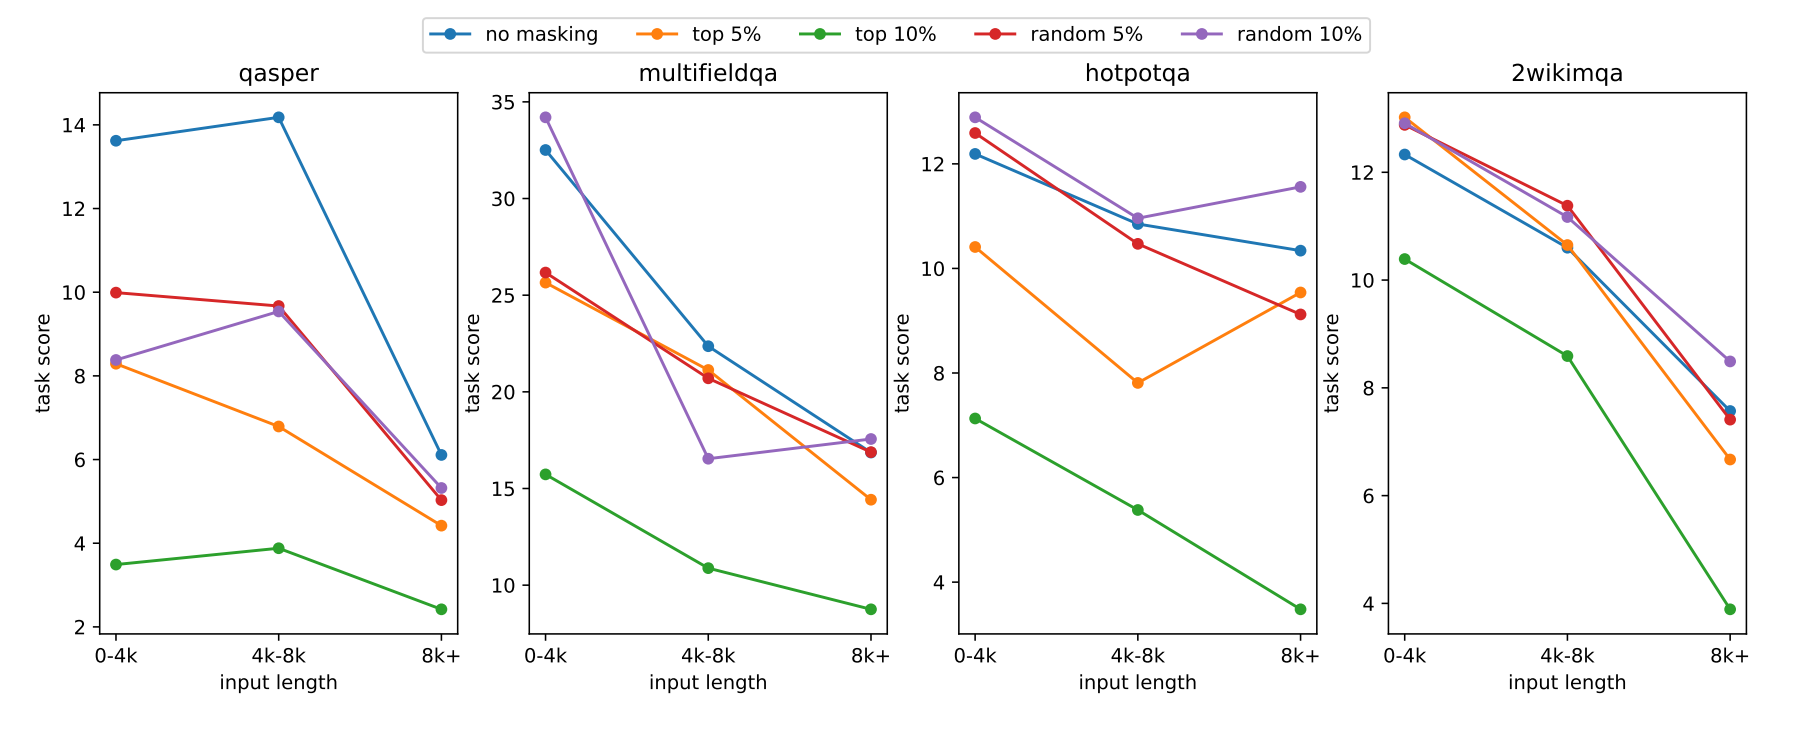 no masking top 5% top 10% random 5% random 10%
qasper
14
12
10
8
6
4
2
task score
0-4k 4k-8k 8k+
input length
multifieldqa
35
30
25
20
15
10
task score
0-4k 4k-8k 8k+
input length
hotpotqa
12
10
8
6
4
task score
0-4k 4k-8k 8k+
input length
2wikimqa
12
10
8
6
4
task score
0-4k 4k-8k 8k+
input length